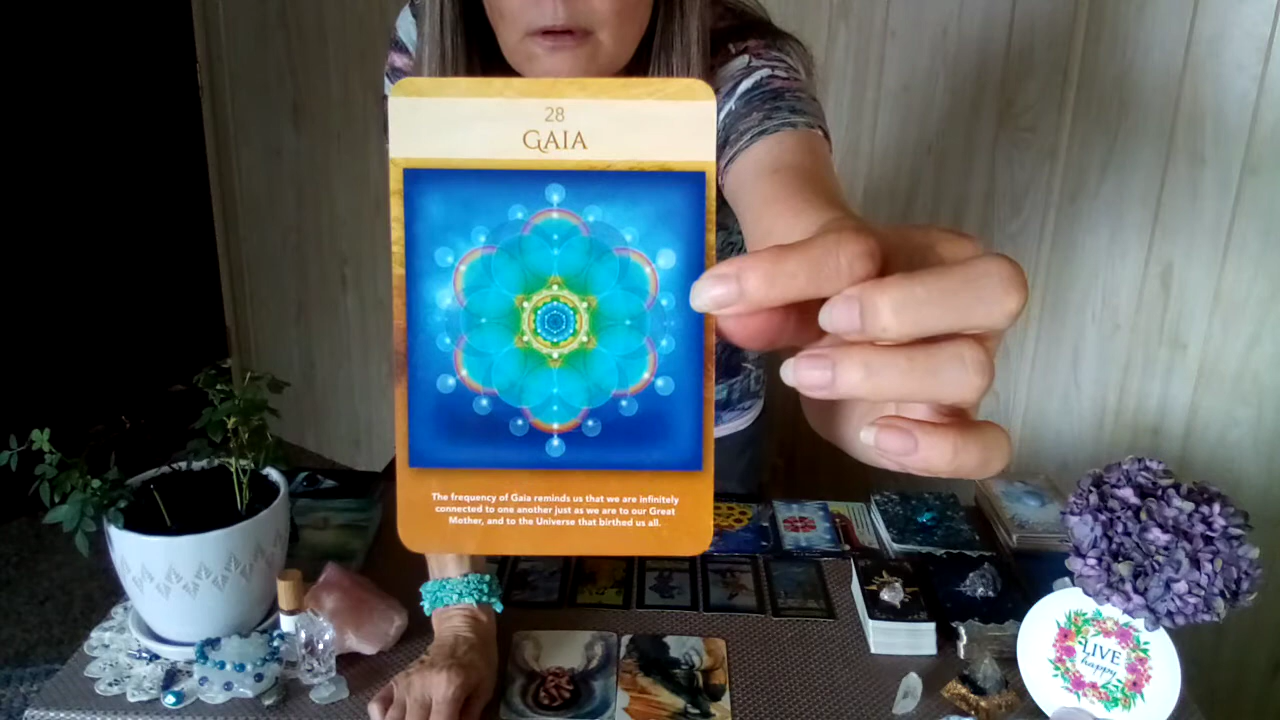 28
GAIA
The frequency of Gaia reminds us that we are infinitely
connected to one another just as we are to our Great
Mother, and to the Universe that birthed us all.
LIVE
happy